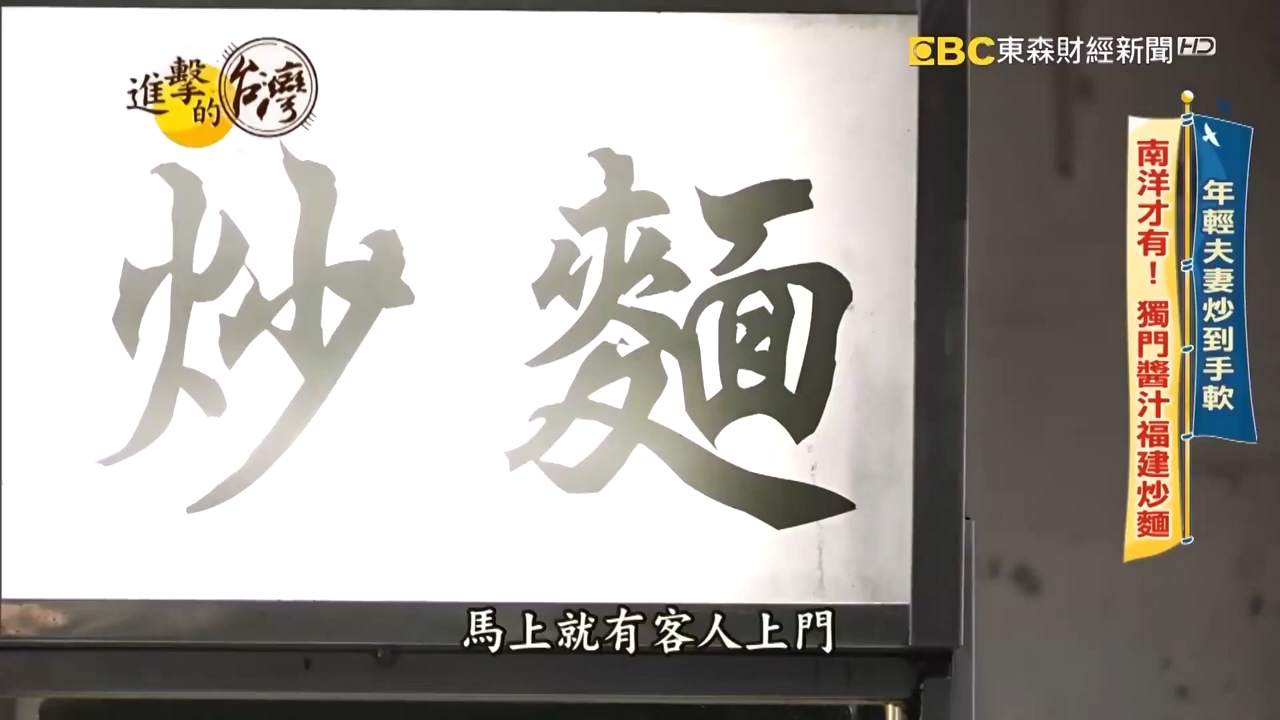 進擊的台灣
EBC東森財經新聞HD
炒麵
年輕夫妻炒到手軟
南洋才有！獨門醬汁福建炒麵
馬上就有客人上門